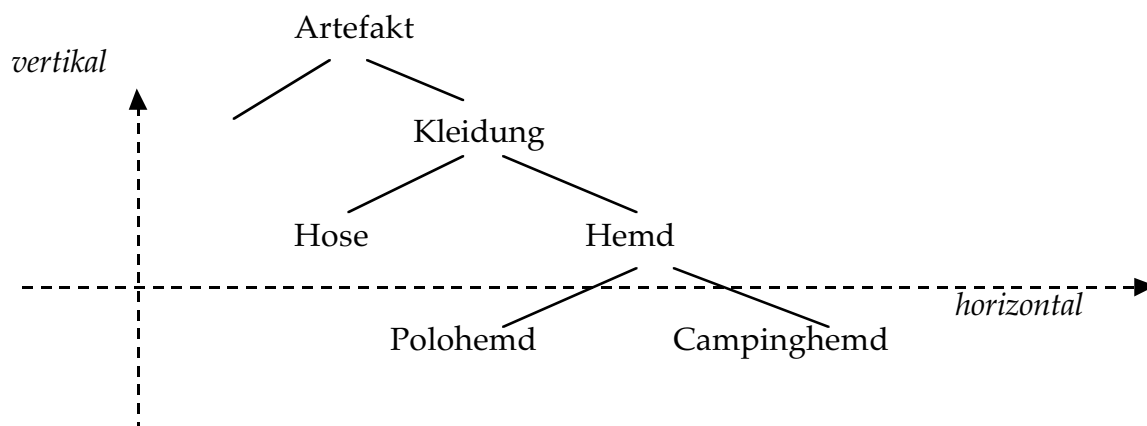 Artefakt
vertikal
Kleidung
Hose Hemd
horizontal
Polohemd Campinghemd